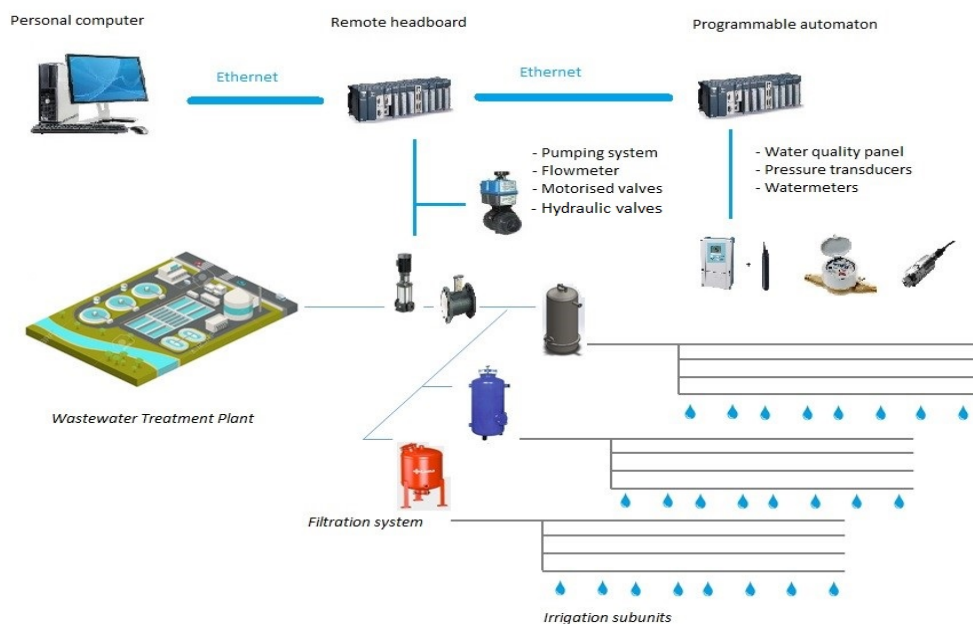 Personal computer
Remote headboard
Programmable automaton
Ethernet
Ethernet
- Pumping system
- Flowmeter
- Motorised valves
- Hydraulic valves
- Water quality panel
- Pressure transducers
- Watermeters
Wastewater Treatment Plant
Filtration system
Irrigation subunits